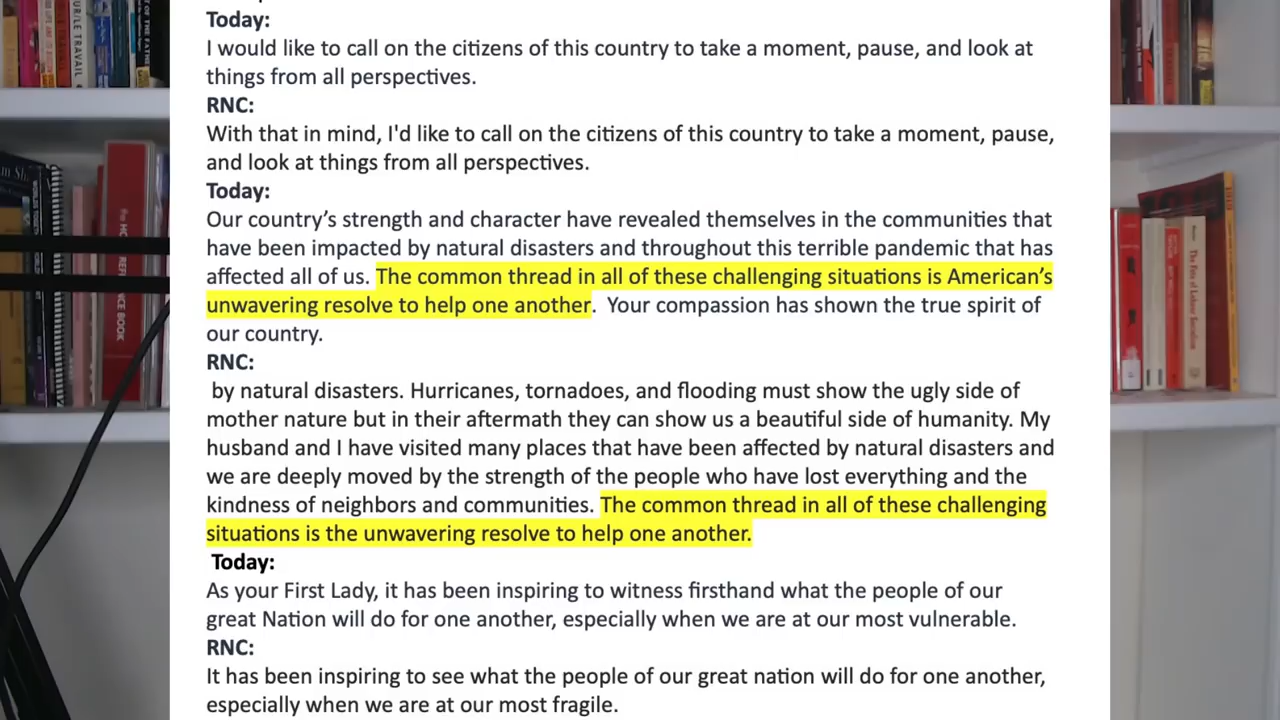 Today:
I would like to call on the citizens of this country to take a moment, pause, and look at
things from all perspectives.
RNC:
With that in mind, I'd like to call on the citizens of this country to take a moment, pause,
and look at things from all perspectives.
Today:
Our country’s strength and character have revealed themselves in the communities that
have been impacted by natural disasters and throughout this terrible pandemic that has
affected all of us. The common thread in all of these challenging situations is American’s
unwavering resolve to help one another.  Your compassion has shown the true spirit of
our country.
RNC:
by natural disasters. Hurricanes, tornadoes, and flooding must show the ugly side of
mother nature but in their aftermath they can show us a beautiful side of humanity. My
husband and I have visited many places that have been affected by natural disasters and
we are deeply moved by the strength of the people who have lost everything and the
kindness of neighbors and communities. The common thread in all of these challenging
situations is the unwavering resolve to help one another.
Today:
As your First Lady, it has been inspiring to witness firsthand what the people of our
great Nation will do for one another, especially when we are at our most vulnerable.
RNC:
It has been inspiring to see what the people of our great nation will do for one another,
especially when we are at our most fragile.